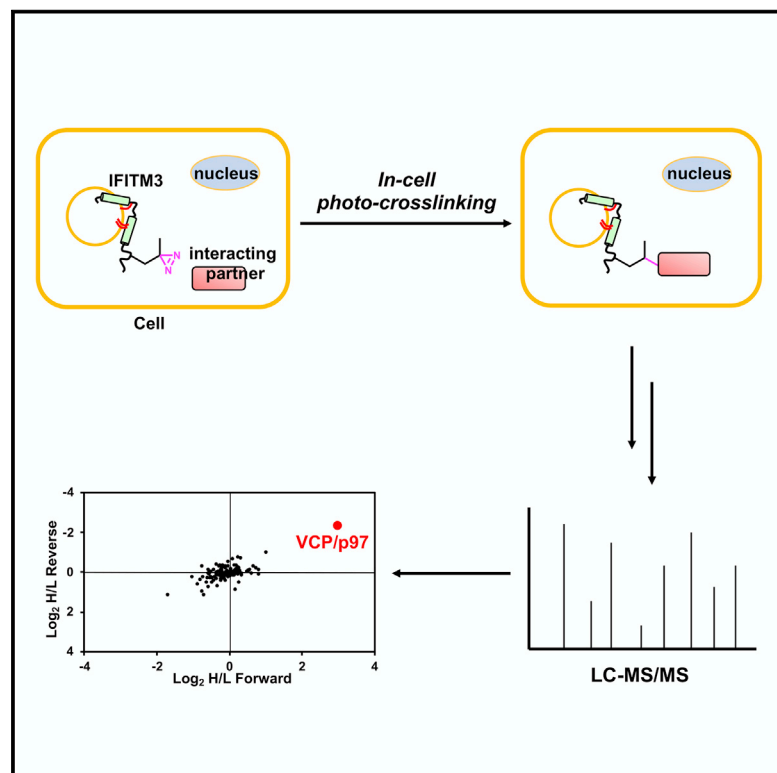 IFITM3
nucleus
interacting
partner
N
N
Cell
In-cell
photo-crosslinking
nucleus
LC-MS/MS
-4
-2
0
2
4
Log2 H/L Reverse
VCP/p97
-4
-2
0
2
4
Log2 H/L Forward